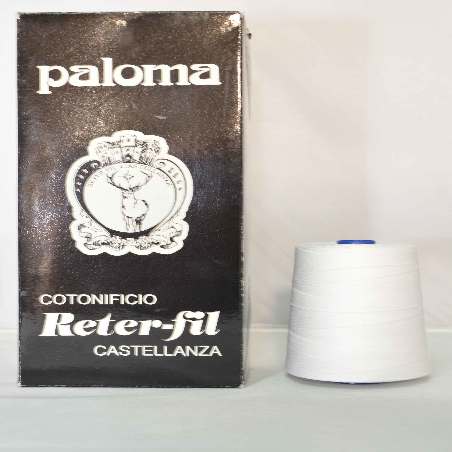 paloma
COTONIFICIO
Reter-fil
CASTELLANZA